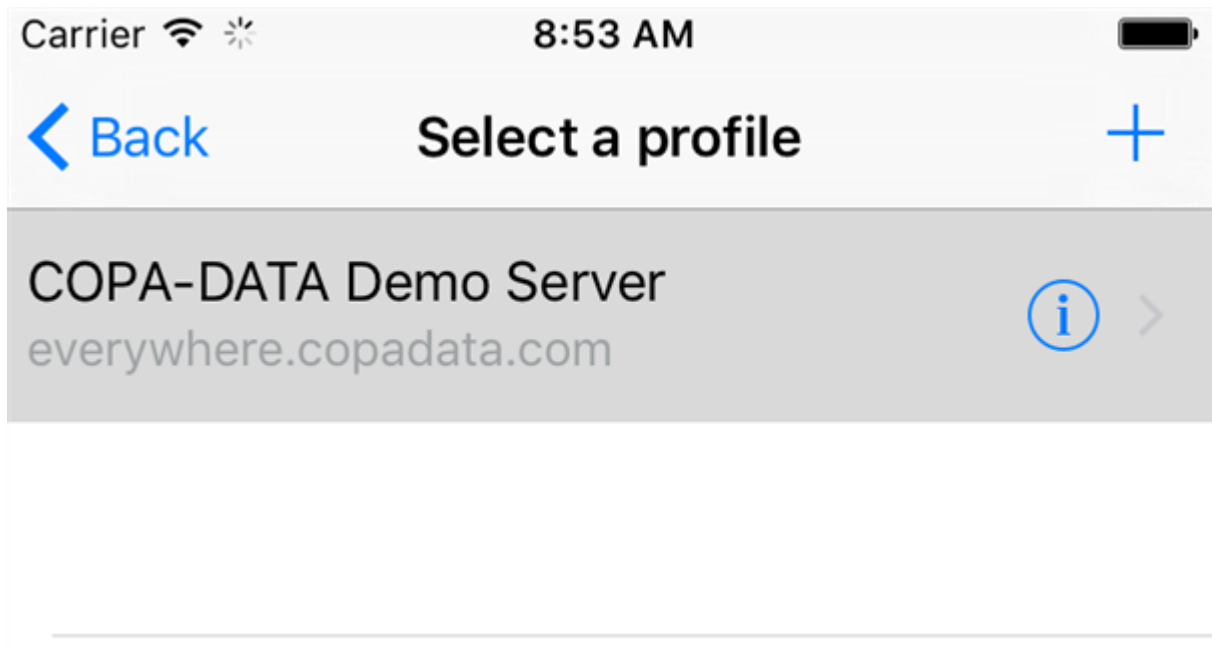 Carrier 8:53 AM
Back Select a profile +
COPA-DATA Demo Server
everywhere.copadata.com
i